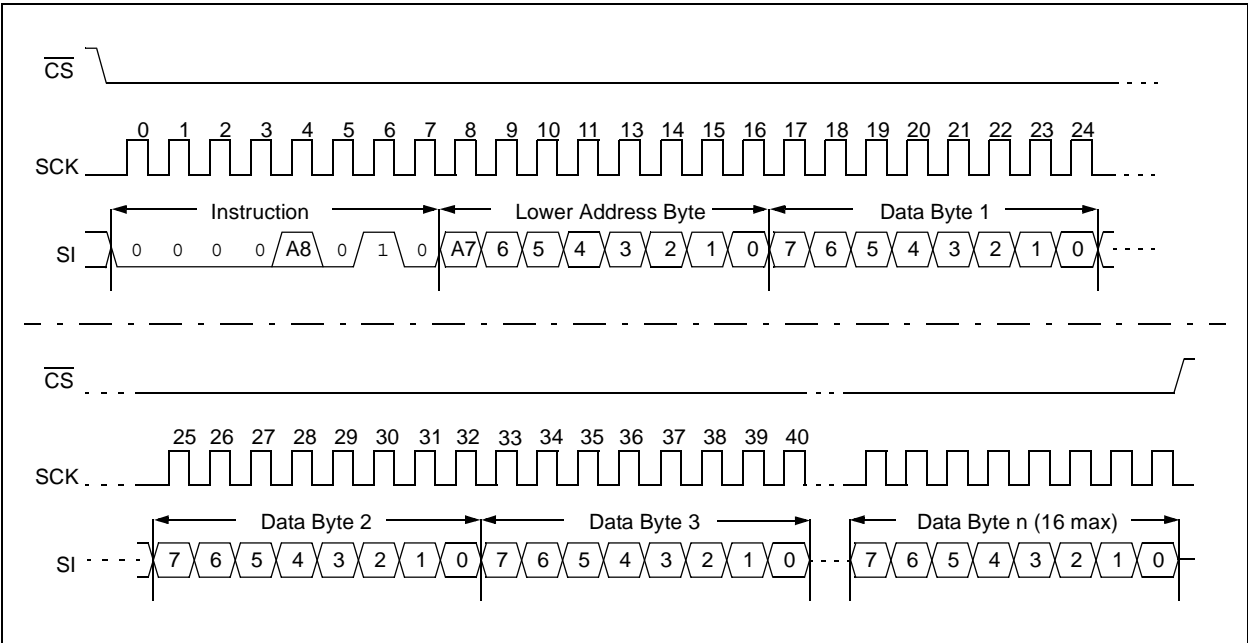 CS
0 1 2 3 4 5 6 7 8 9 10 11 13 14 15 16 17 18 19 20 21 22 23 24
SCK
Instruction Lower Address Byte Data Byte 1
SI 0 0 0 0 A8 0 1 0 A7 6 5 4 3 2 1 0 7 6 5 4 3 2 1 0
CS
25 26 27 28 29 30 31 32 33 34 35 36 37 38 39 40
SCK
Data Byte 2 Data Byte 3 Data Byte n (16 max)
SI 7 6 5 4 3 2 1 0 7 6 5 4 3 2 1 0 7 6 5 4 3 2 1 0